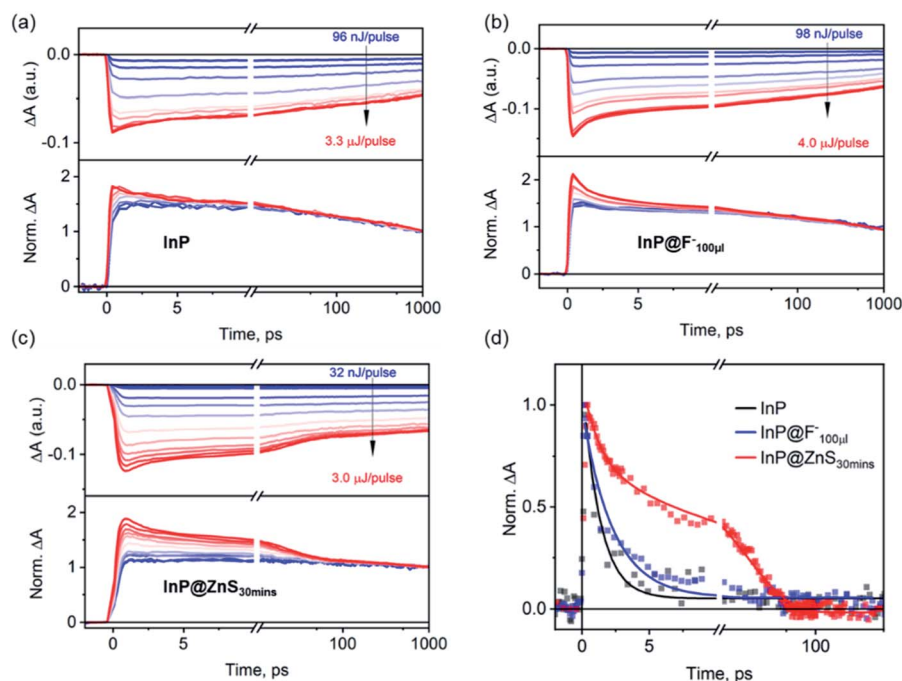 (a)
//
96 nJ/pulse
3.3 μJ/pulse
0.0
-0.1
ΔA (a.u.)
2
1
0
Norm. ΔA
InP
0
5
100
1000
//
Time, ps
(b)
//
98 nJ/pulse
4.0 μJ/pulse
0.0
-0.1
ΔA (a.u.)
2
1
0
Norm. ΔA
InP@F⁻100μl
0
5
100
1000
//
Time, ps
(c)
//
32 nJ/pulse
3.0 μJ/pulse
0.0
-0.1
ΔA (a.u.)
2
1
0
Norm. ΔA
InP@ZnS30mins
0
5
100
1000
//
Time, ps
(d)
//
InP
InP@F⁻100μl
InP@ZnS30mins
1.0
0.5
0.0
Norm. ΔA
0
5
100
//
Time, ps